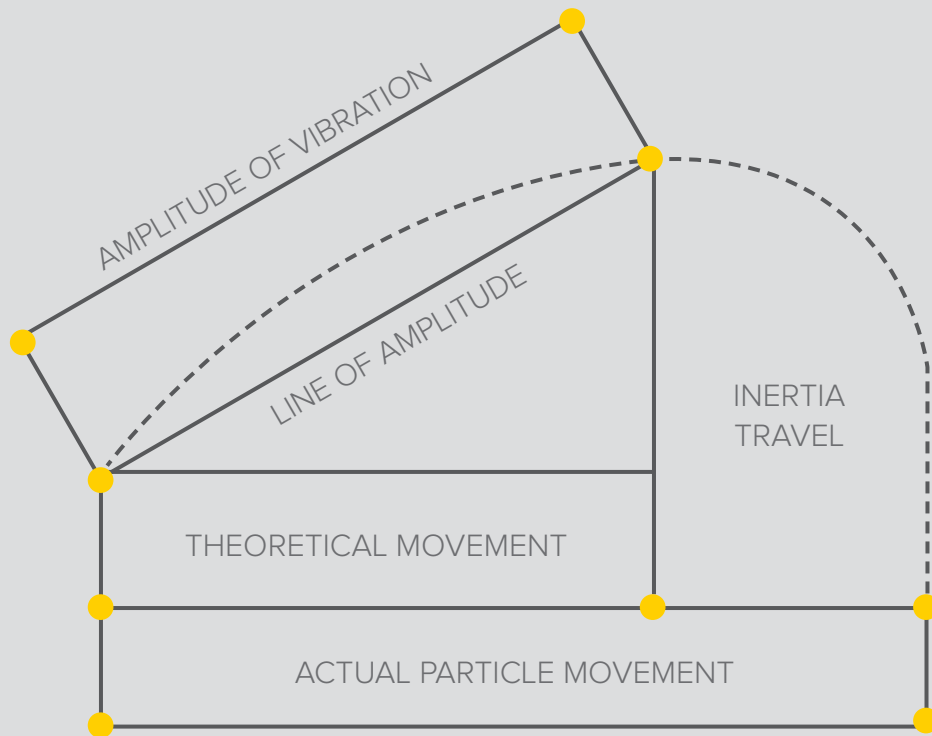 AMPLITUDE OF VIBRATION
LINE OF AMPLITUDE
INERTIA
TRAVEL
THEORETICAL MOVEMENT
ACTUAL PARTICLE MOVEMENT